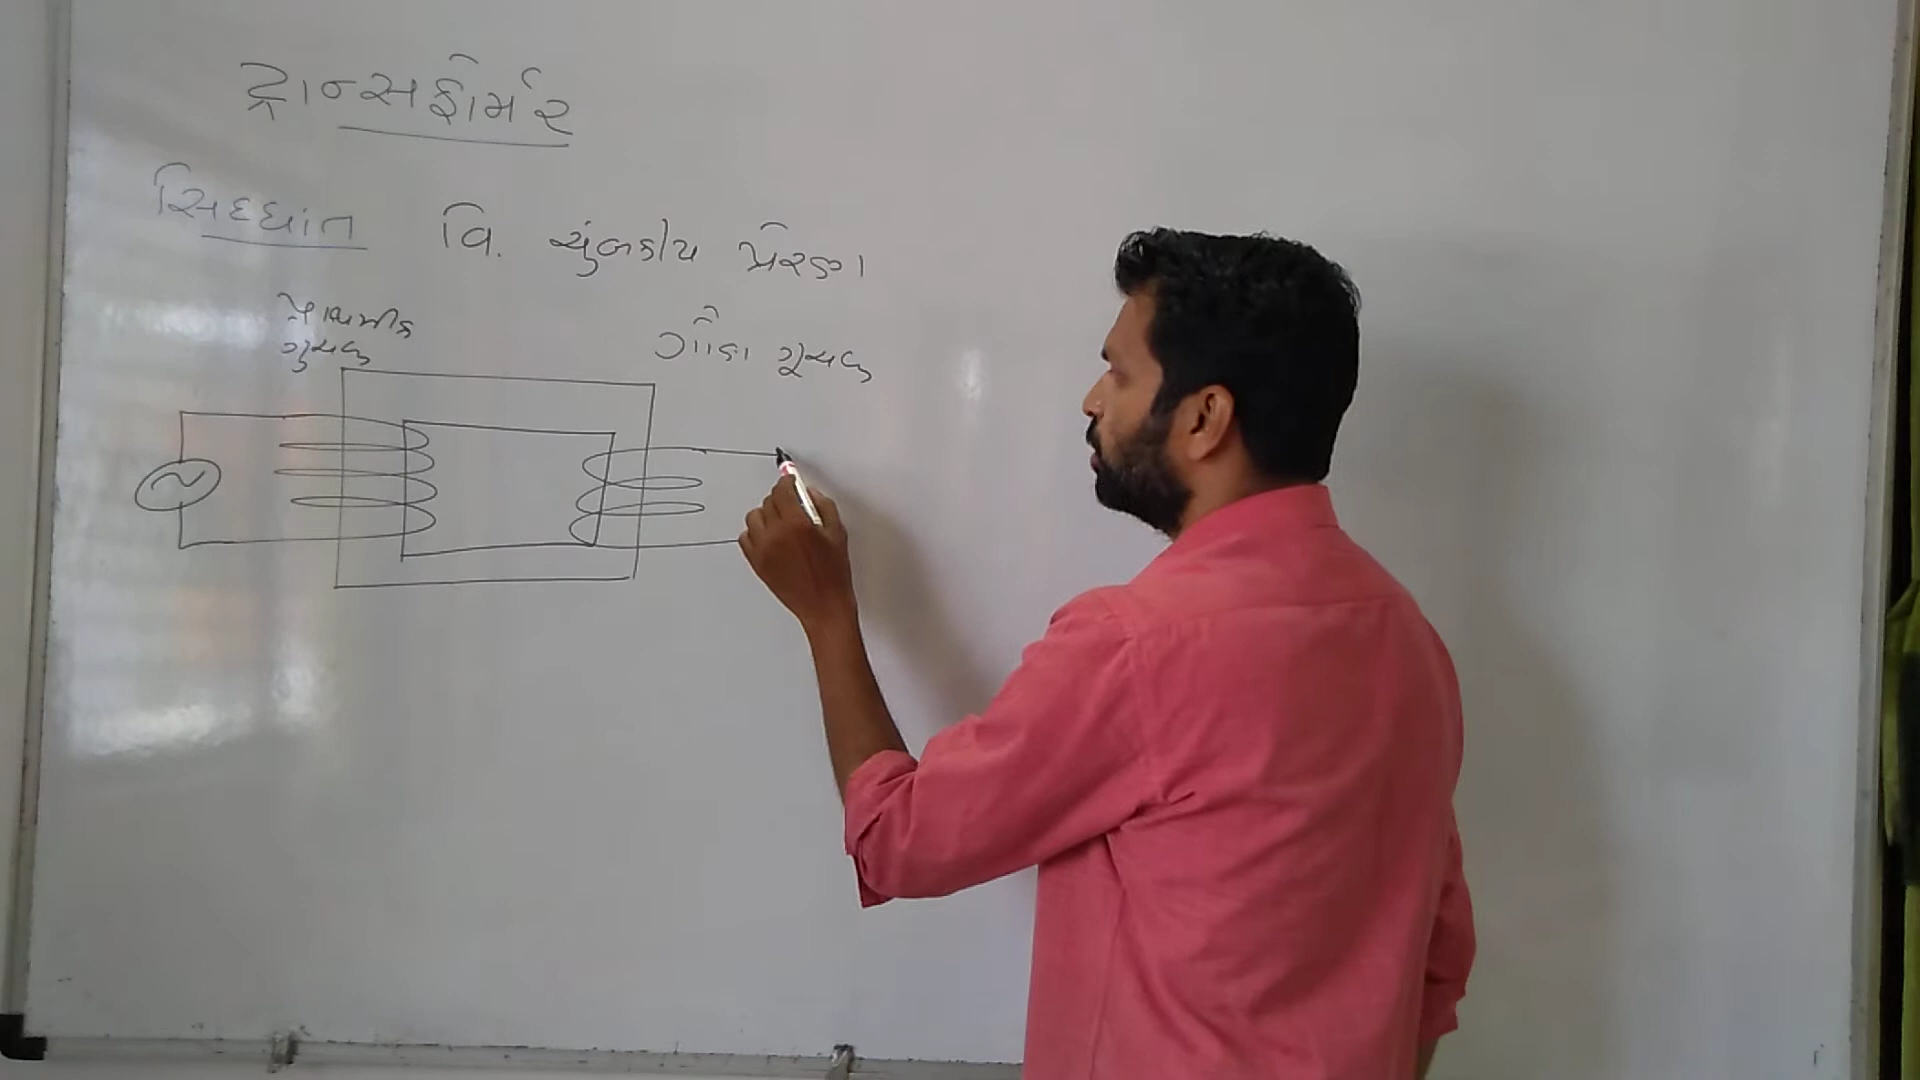 ટ્રાન્સફોર્મર
સિધ્ધાંત વિ. ચુંબકીય પ્રેરણ
પ્રાથમીક
ગુચળુ
ગૌણ ગૂચળુ